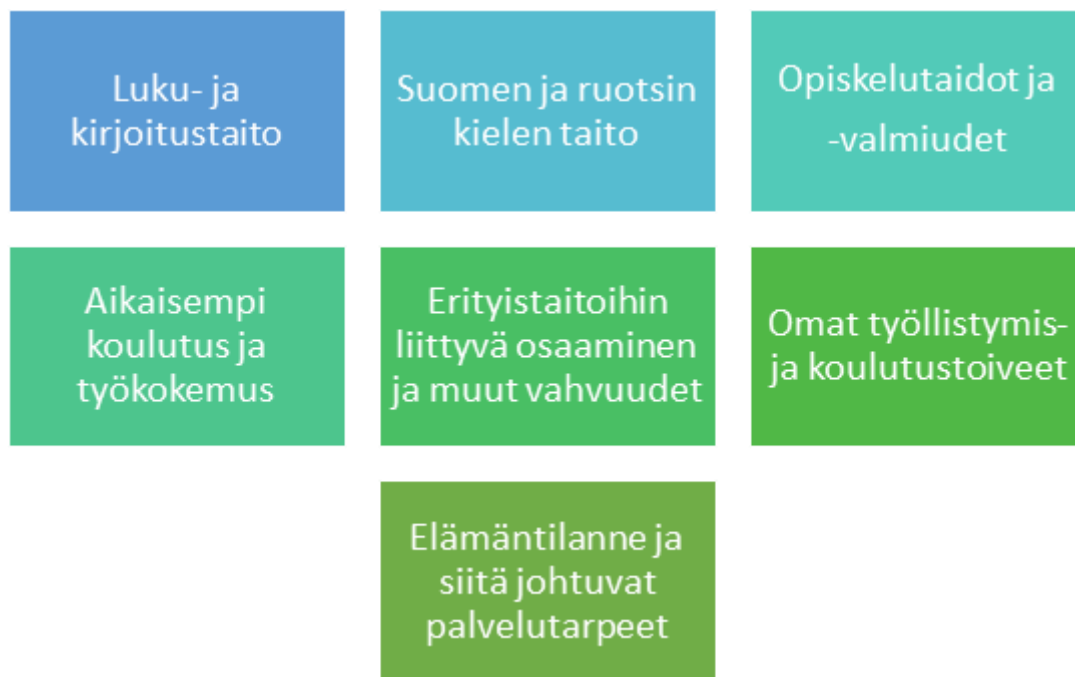 Luku- ja
kirjoitustaito
Suomen ja ruotsin
kielen taito
Opiskelutaidot ja
-valmiudet
Aikaisempi
koulutus ja
työkokemus
Erityistaitoihin
liittyvä osaaminen
ja muut vahvuudet
Omat työllistymis-
ja koulutustoiveet
Elämäntilanne ja
siitä johtuvat
palvelutarpeet